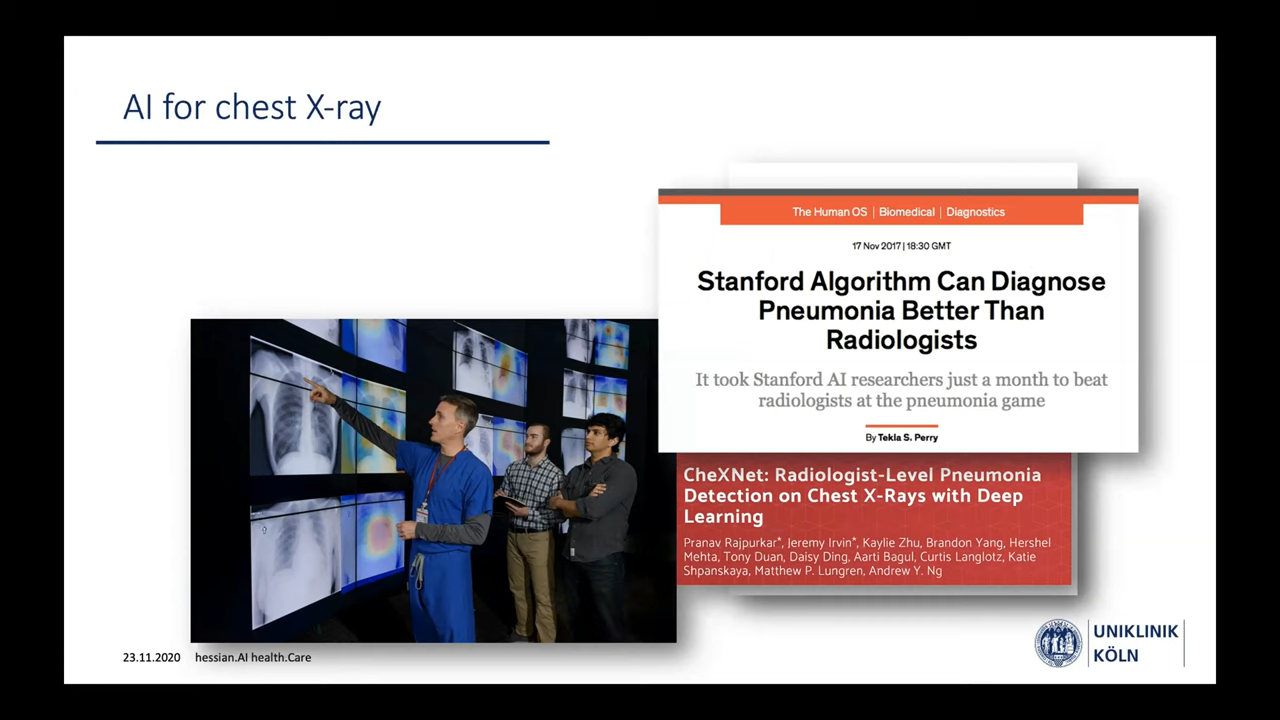 AI for chest X-ray
The Human OS | Biomedical | Diagnostics
17 Nov 2017 | 18:30 GMT
Stanford Algorithm Can Diagnose
Pneumonia Better Than
Radiologists
It took Stanford AI researchers just a month to beat
radiologists at the pneumonia game
By Tekla S. Perry
CheXNet: Radiologist-Level Pneumonia
Detection on Chest X-Rays with Deep
Learning
Pranav Rajpurkar*, Jeremy Irvin*, Kaylie Zhu, Brandon Yang, Hershel
Mehta, Tony Duan, Daisy Ding, Aarti Bagul, Curtis Langlotz, Katie
Shpanskaya, Matthew P. Lungren, Andrew Y. Ng
23.11.2020 hessian.AI health.Care
UNIKLINIK
KÖLN